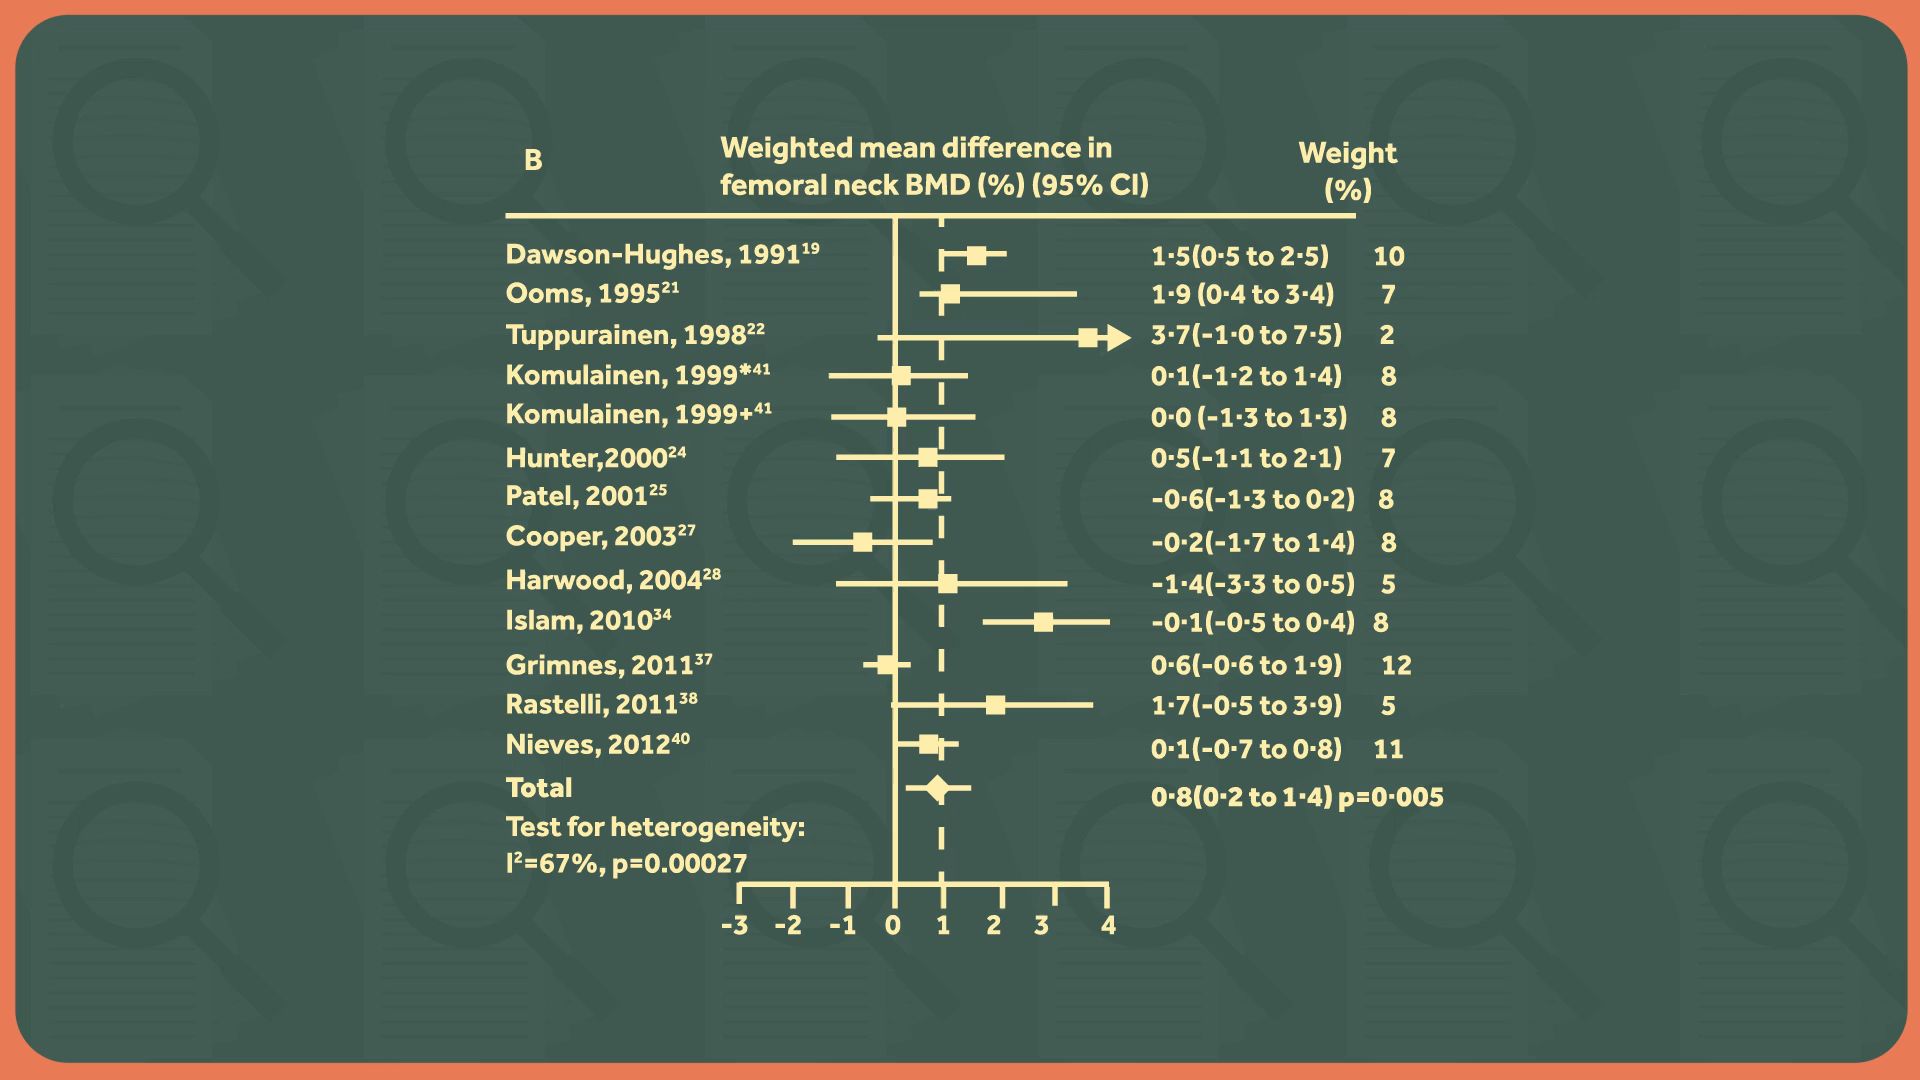 B
Weighted mean difference in
femoral neck BMD (%) (95% CI)
Weight
(%)
Dawson-Hughes, 1991¹⁹ 1·5(0·5 to 2·5) 10
Ooms, 1995²¹ 1·9 (0·4 to 3·4) 7
Tuppurainen, 1998²² 3·7(-1·0 to 7·5) 2
Komulainen, 1999*⁴¹ 0·1(-1·2 to 1·4) 8
Komulainen, 1999+⁴¹ 0·0 (-1·3 to 1·3) 8
Hunter,2000²⁴ 0·5(-1·1 to 2·1) 7
Patel, 2001²⁵ -0·6(-1·3 to 0·2) 8
Cooper, 2003²⁷ -0·2(-1·7 to 1·4) 8
Harwood, 2004²⁸ -1·4(-3·3 to 0·5) 5
Islam, 2010³⁴ -0·1(-0·5 to 0·4) 8
Grimnes, 2011³⁷ 0·6(-0·6 to 1·9) 12
Rastelli, 2011³⁸ 1·7(-0·5 to 3·9) 5
Nieves, 2012⁴⁰ 0·1(-0·7 to 0·8) 11
Total 0·8(0·2 to 1·4) p=0·005
Test for heterogeneity:
I²=67%, p=0.00027
-3 -2 -1 0 1 2 3 4